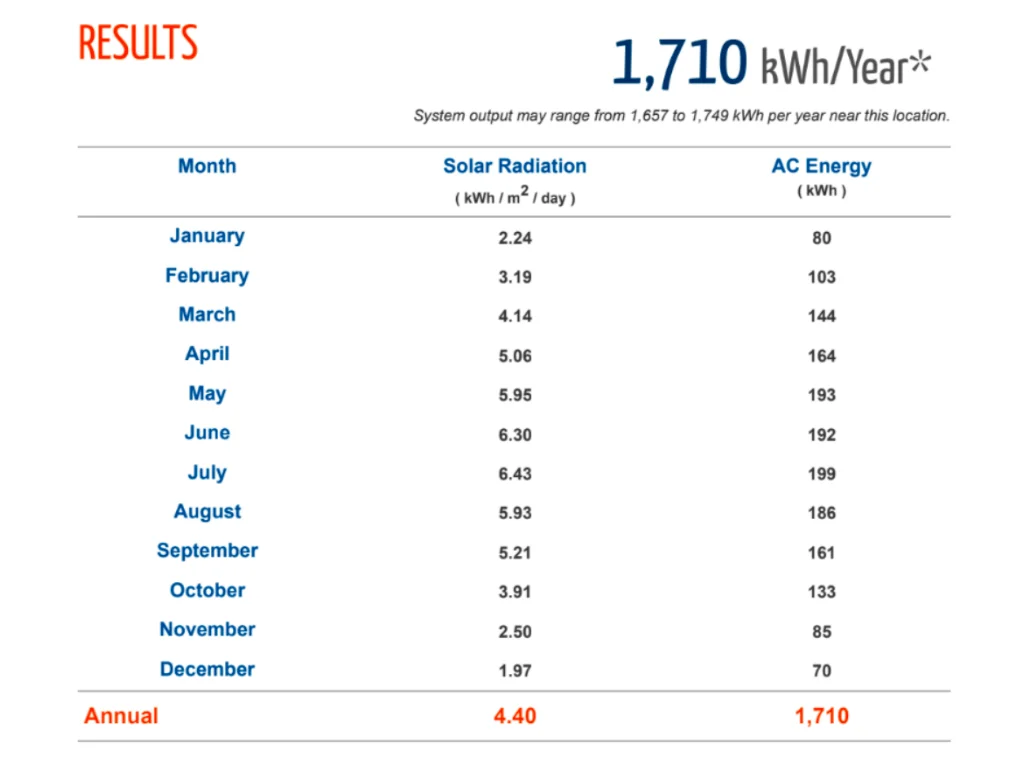 RESULTS
1,710 kWh/Year*
System output may range from 1,657 to 1,749 kWh per year near this location.
Month Solar Radiation AC Energy
( kWh / m2 / day ) ( kWh )
January 2.24 80
February 3.19 103
March 4.14 144
April 5.06 164
May 5.95 193
June 6.30 192
July 6.43 199
August 5.93 186
September 5.21 161
October 3.91 133
November 2.50 85
December 1.97 70
Annual 4.40 1,710